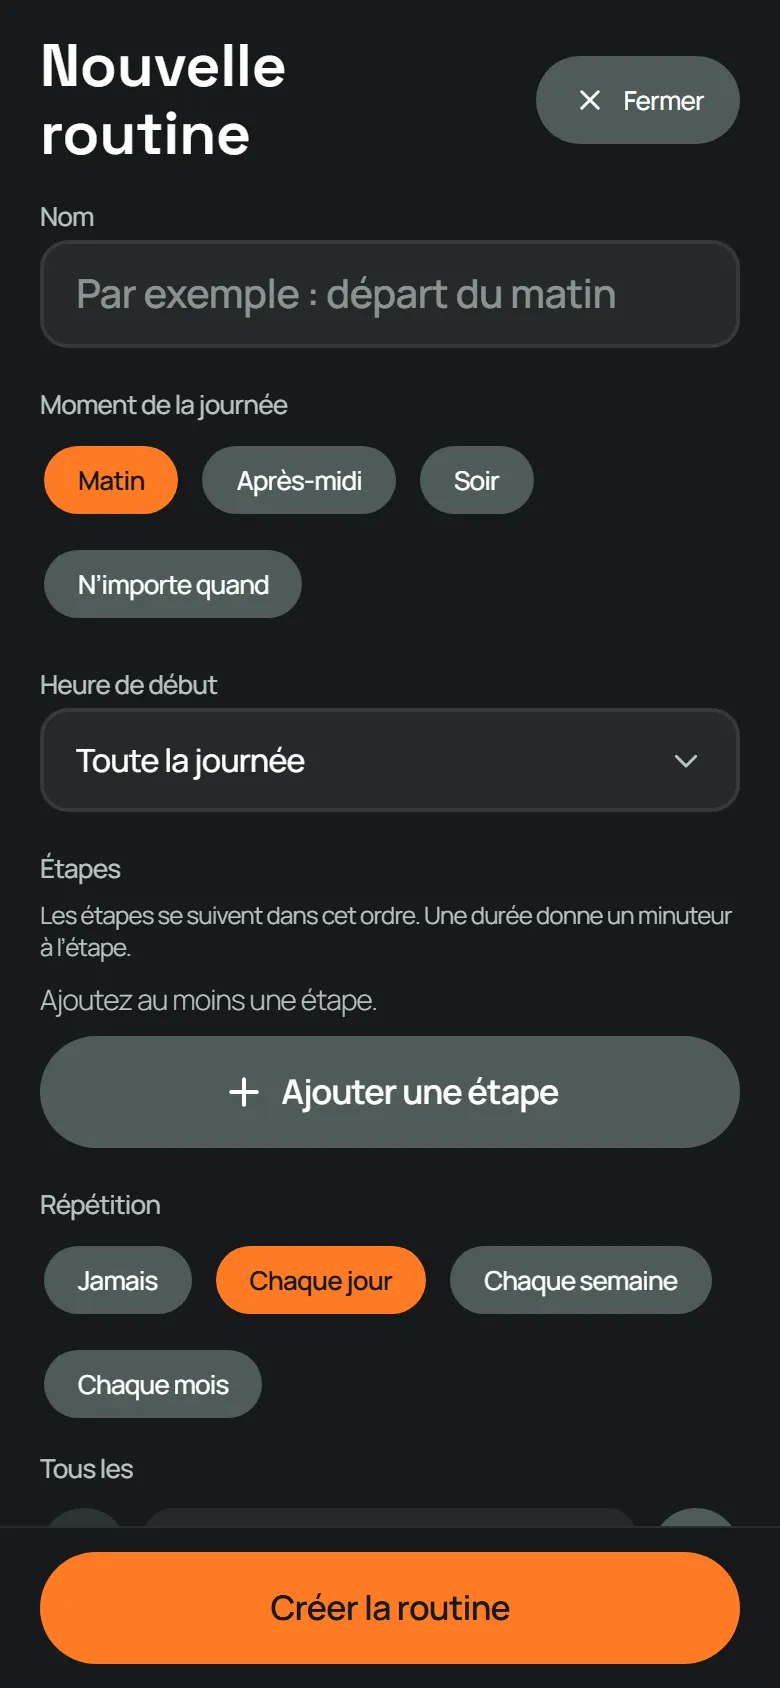 Nouvelle
routine
Fermer
Nom
Par exemple : départ du matin
Moment de la journée
Matin
Après-midi
Soir
N’importe quand
Heure de début
Toute la journée
Étapes
Les étapes se suivent dans cet ordre. Une durée donne un minuteur
à l’étape.
Ajoutez au moins une étape.
Ajouter une étape
Répétition
Jamais
Chaque jour
Chaque semaine
Chaque mois
Tous les
Créer la routine